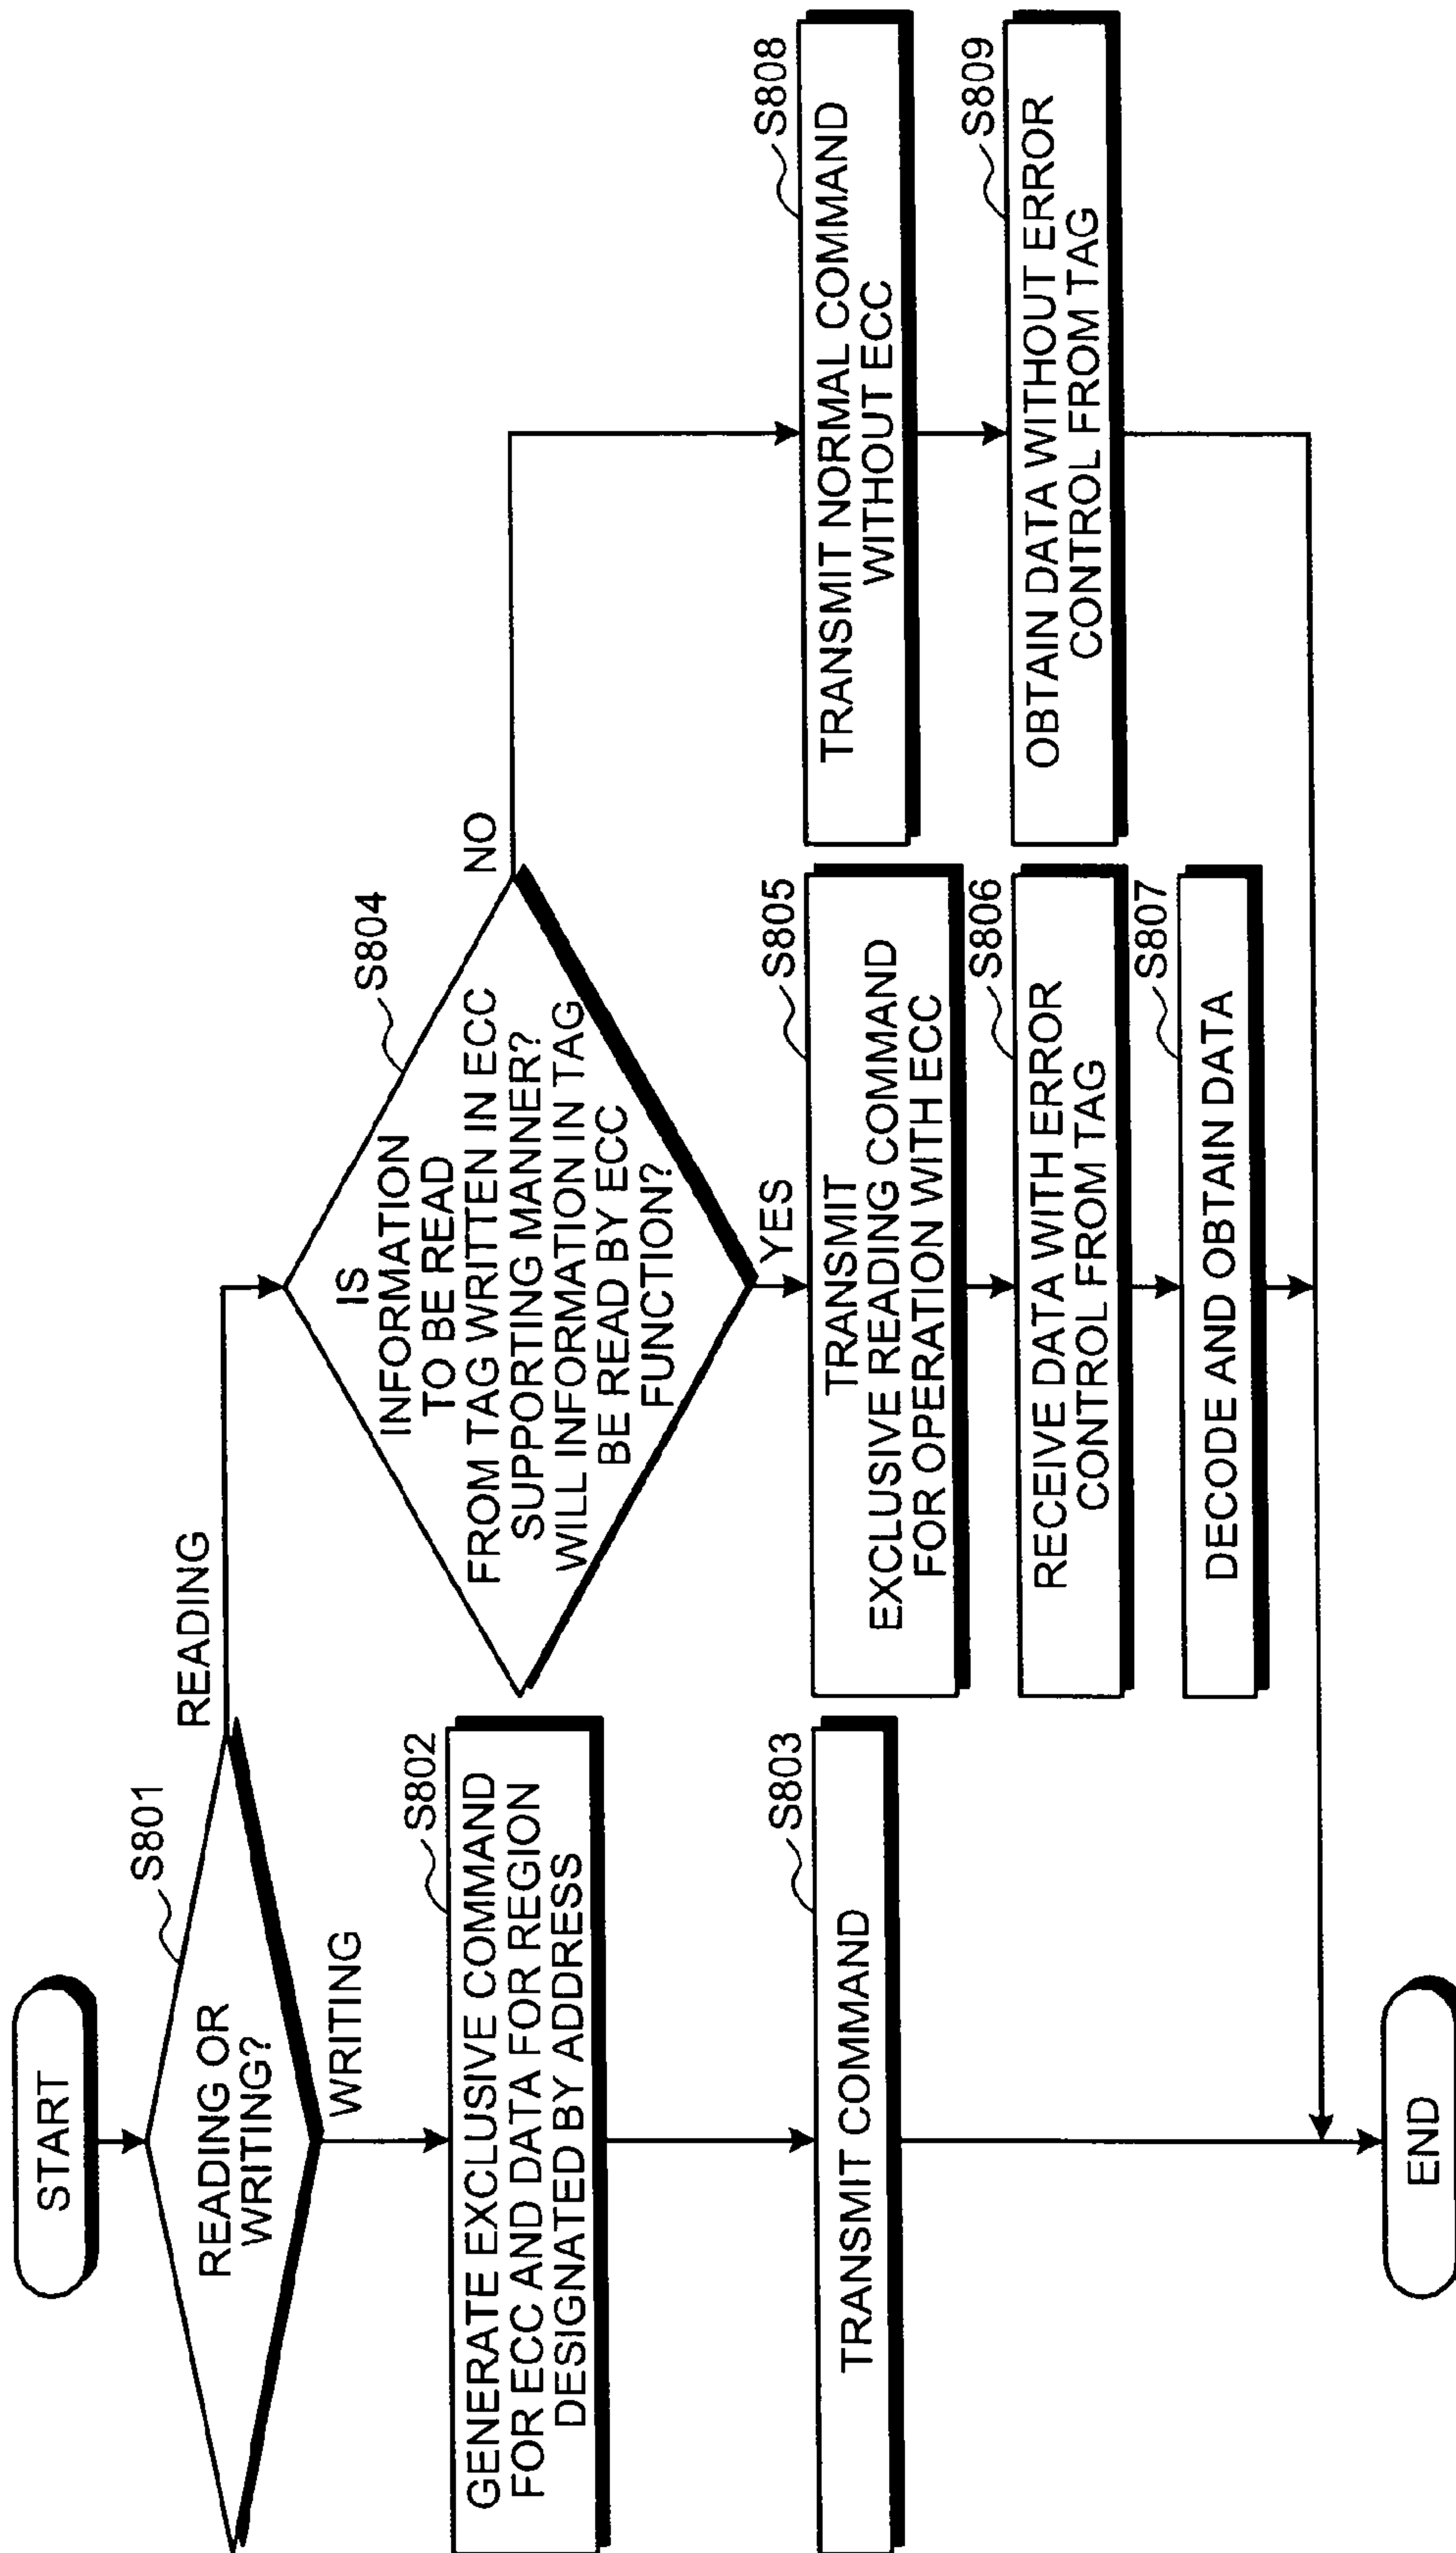 START
S801
READING OR
WRITING?
READING
WRITING
S802
GENERATE EXCLUSIVE COMMAND
FOR ECC AND DATA FOR REGION
DESIGNATED BY ADDRESS
S803
TRANSMIT COMMAND
S804
IS
INFORMATION
TO BE READ
FROM TAG WRITTEN IN ECC
SUPPORTING MANNER?
WILL INFORMATION IN TAG
BE READ BY ECC
FUNCTION?
NO
YES
S805
TRANSMIT
EXCLUSIVE READING COMMAND
FOR OPERATION WITH ECC
S806
RECEIVE DATA WITH ERROR
CONTROL FROM TAG
S807
DECODE AND OBTAIN DATA
S808
TRANSMIT NORMAL COMMAND
WITHOUT ECC
S809
OBTAIN DATA WITHOUT ERROR
CONTROL FROM TAG
END